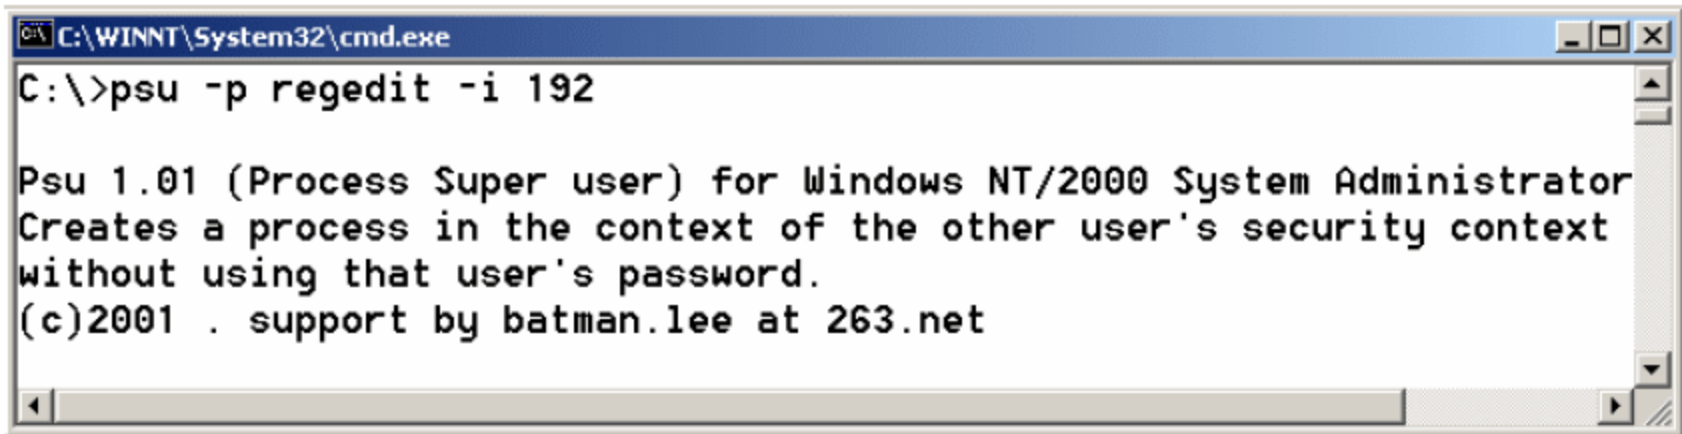 C:\WINNT\System32\cmd.exe
C:\>psu -p regedit -i 192
Psu 1.01 (Process Super user) for Windows NT/2000 System Administrator
Creates a process in the context of the other user's security context
without using that user's password.
(c)2001 . support by batman.lee at 263.net